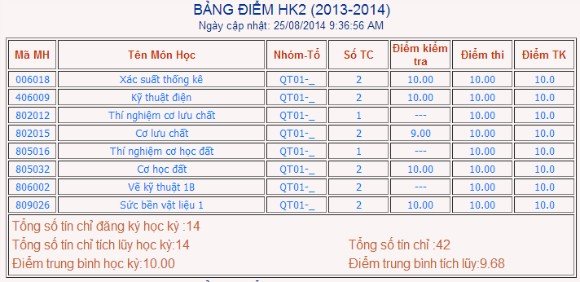 BẢNG ĐIỂM HK2 (2013-2014)
Ngày cập nhật: 25/08/2014 9:36:56 AM
Mã MH Tên Môn Học Nhóm-Tổ Số TC Điểm kiểm tra Điểm thi Điểm TK
006018 Xác suất thống kê QT01-_ 2 10.00 10.00 10.0
406009 Kỹ thuật điện QT01-_ 2 10.00 10.00 10.0
802012 Thí nghiệm cơ lưu chất QT01-_ 1 --- 10.00 10.0
802015 Cơ lưu chất QT01-_ 2 9.00 10.00 10.0
805016 Thí nghiệm cơ học đất QT01-_ 1 --- 10.00 10.0
805032 Cơ học đất QT01-_ 2 10.00 10.00 10.0
806002 Vẽ kỹ thuật 1B QT01-_ 2 --- 10.00 10.0
809026 Sức bền vật liệu 1 QT01-_ 2 10.00 10.00 10.0
Tổng số tín chỉ đăng ký học kỳ :14
Tổng số tín chỉ tích lũy học kỳ:14 Tổng số tín chỉ :42
Điểm trung bình học kỳ:10.00 Điểm trung bình tích lũy:9.68